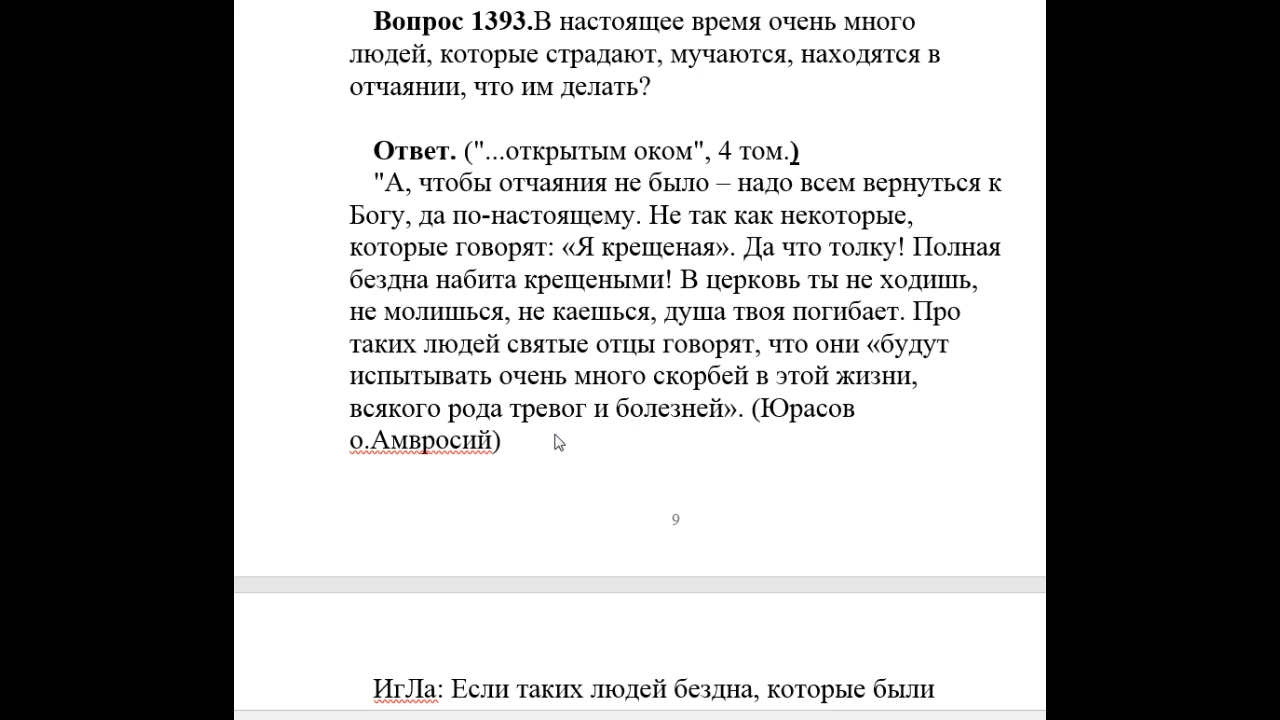 Вопрос 1393.В настоящее время очень много
людей, которые страдают, мучаются, находятся в
отчаянии, что им делать?
Ответ. ("...открытым оком", 4 том.)
"А, чтобы отчаяния не было – надо всем вернуться к
Богу, да по-настоящему. Не так как некоторые,
которые говорят: «Я крещеная». Да что толку! Полная
бездна набита крещеными! В церковь ты не ходишь,
не молишься, не каешься, душа твоя погибает. Про
таких людей святые отцы говорят, что они «будут
испытывать очень много скорбей в этой жизни,
всякого рода тревог и болезней». (Юрасов
о.Амвросий)
9
ИгЛа: Если таких людей бездна, которые были